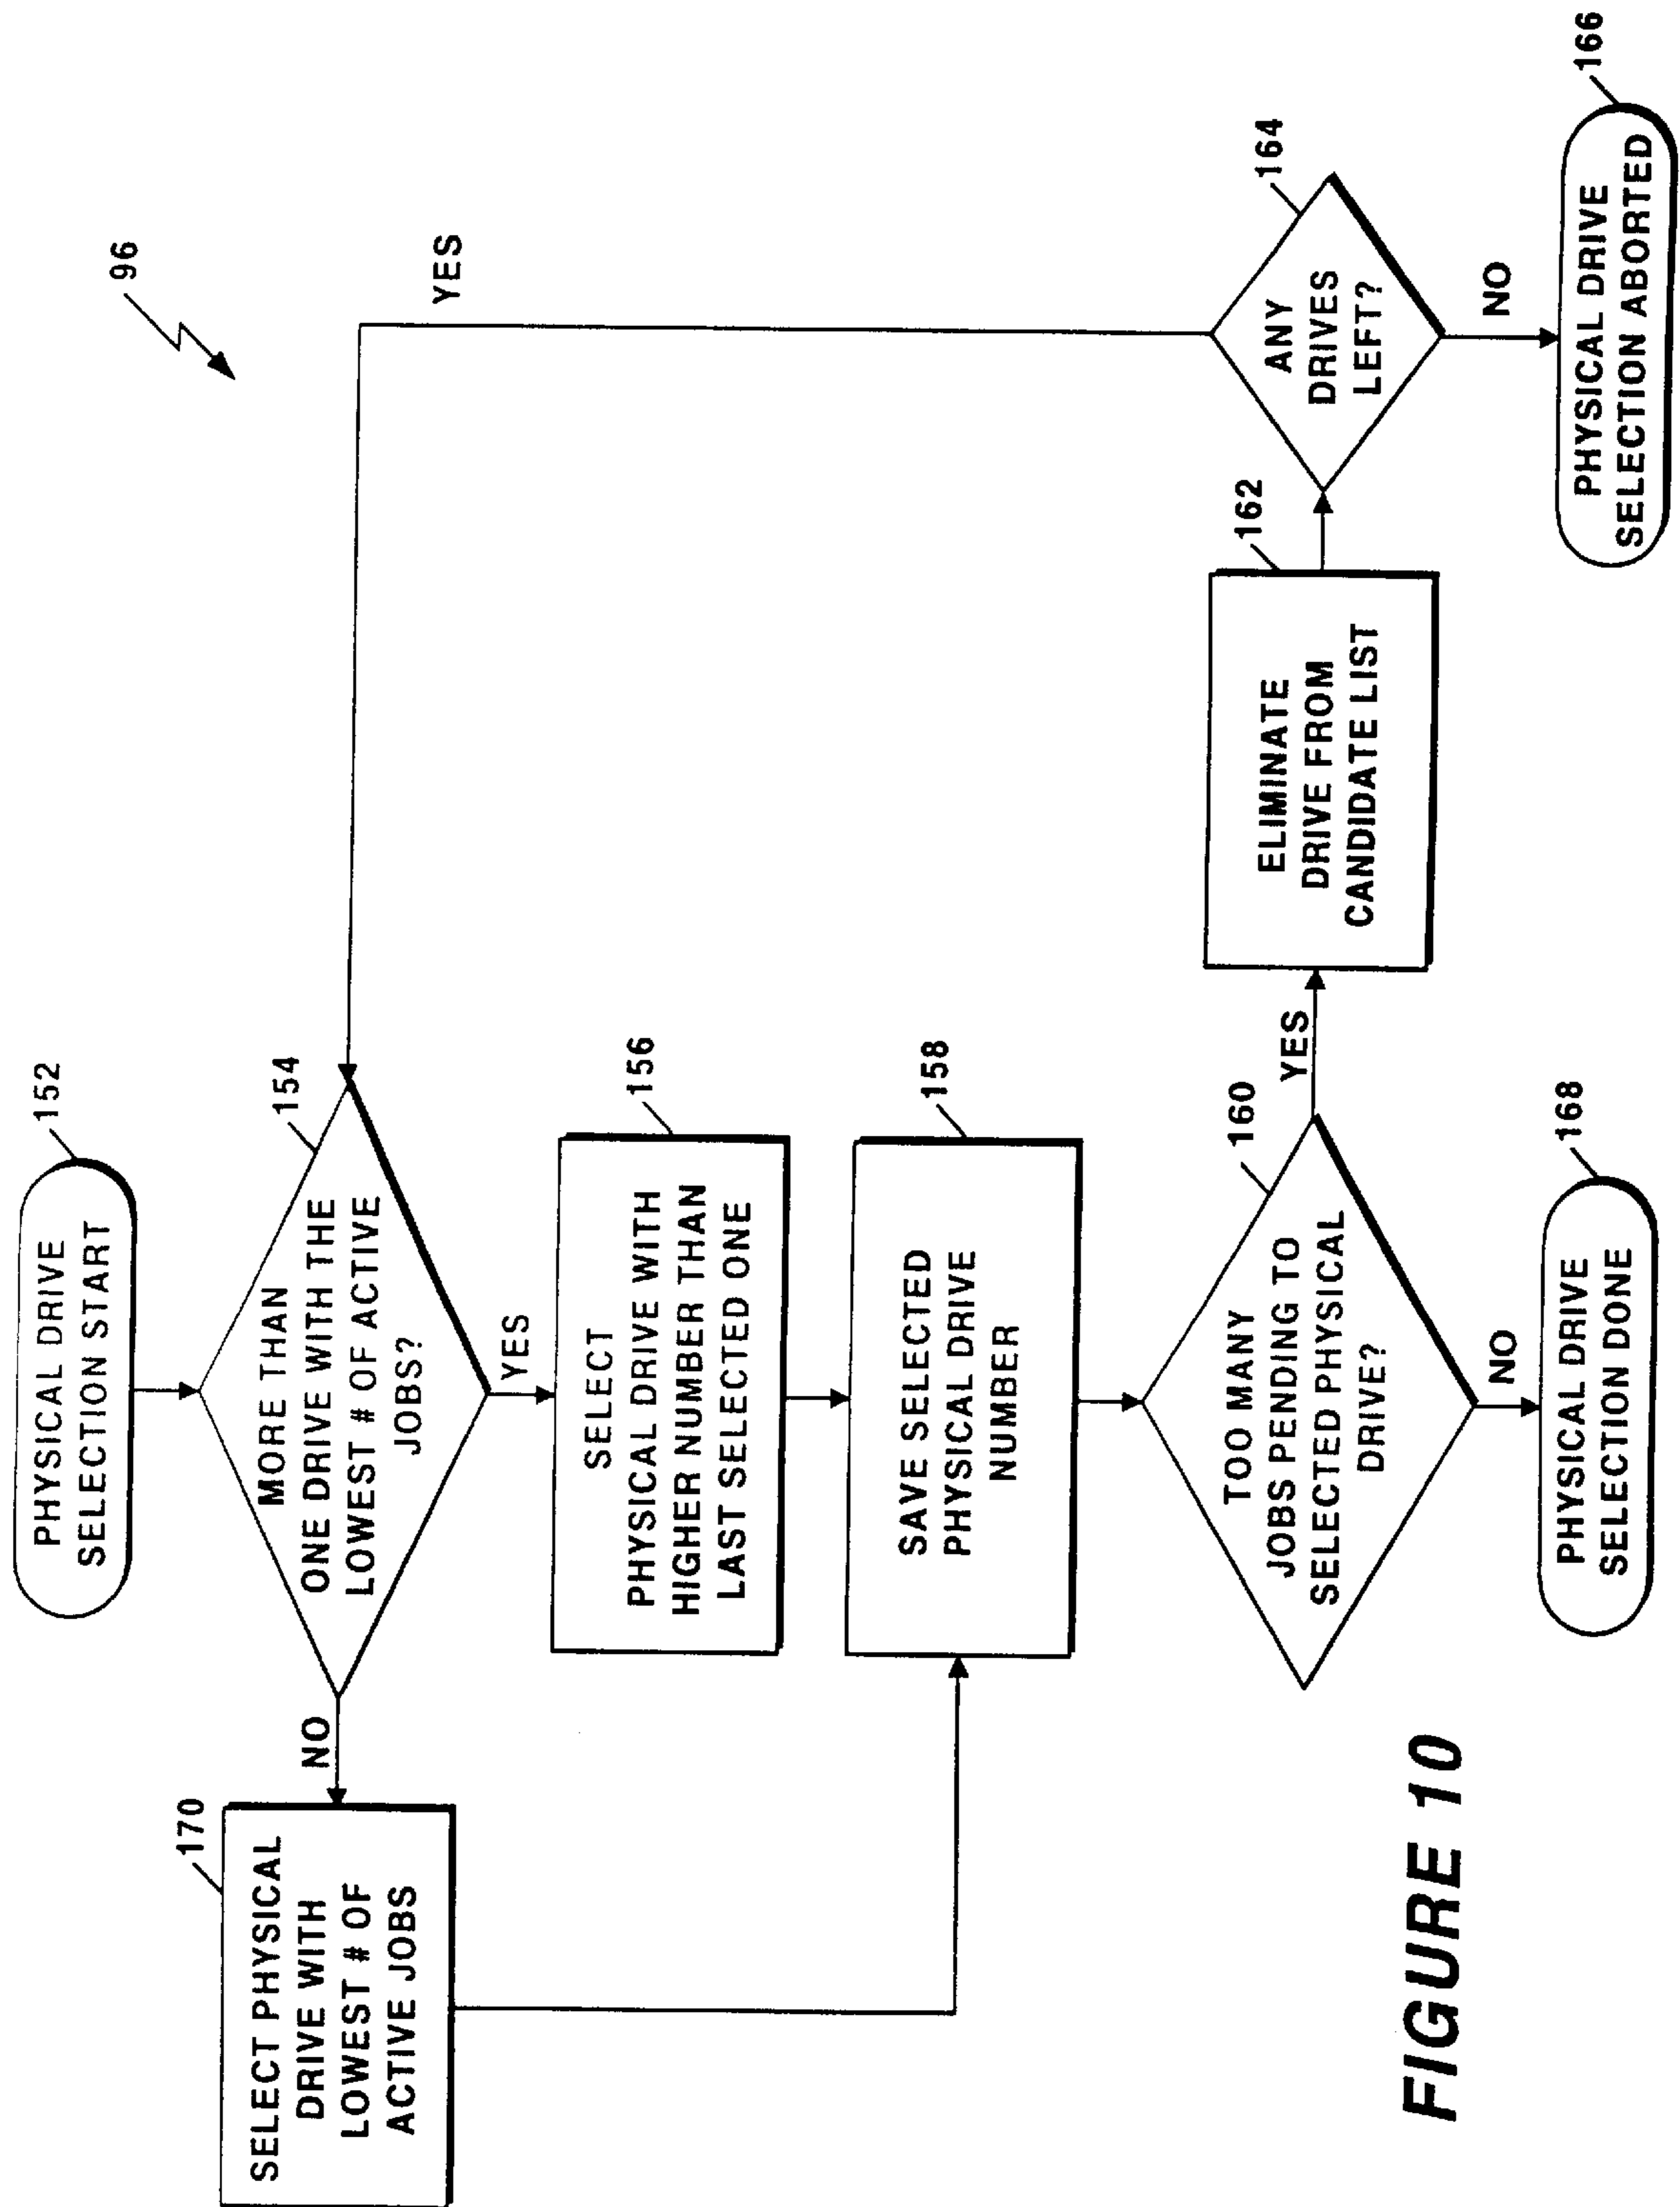 96
152
PHYSICAL DRIVE
SELECTION START
154
MORE THAN
ONE DRIVE WITH THE
LOWEST # OF ACTIVE
JOBS?
NO
YES
170
SELECT PHYSICAL
DRIVE WITH
LOWEST # OF
ACTIVE JOBS
156
SELECT
PHYSICAL DRIVE WITH
HIGHER NUMBER THAN
LAST SELECTED ONE
158
SAVE SELECTED
PHYSICAL DRIVE
NUMBER
160
TOO MANY
JOBS PENDING TO
SELECTED PHYSICAL
DRIVE?
YES
NO
162
ELIMINATE
DRIVE FROM
CANDIDATE LIST
164
ANY
DRIVES
LEFT?
YES
NO
166
PHYSICAL DRIVE
SELECTION ABORTED
168
PHYSICAL DRIVE
SELECTION DONE
FIGURE 10